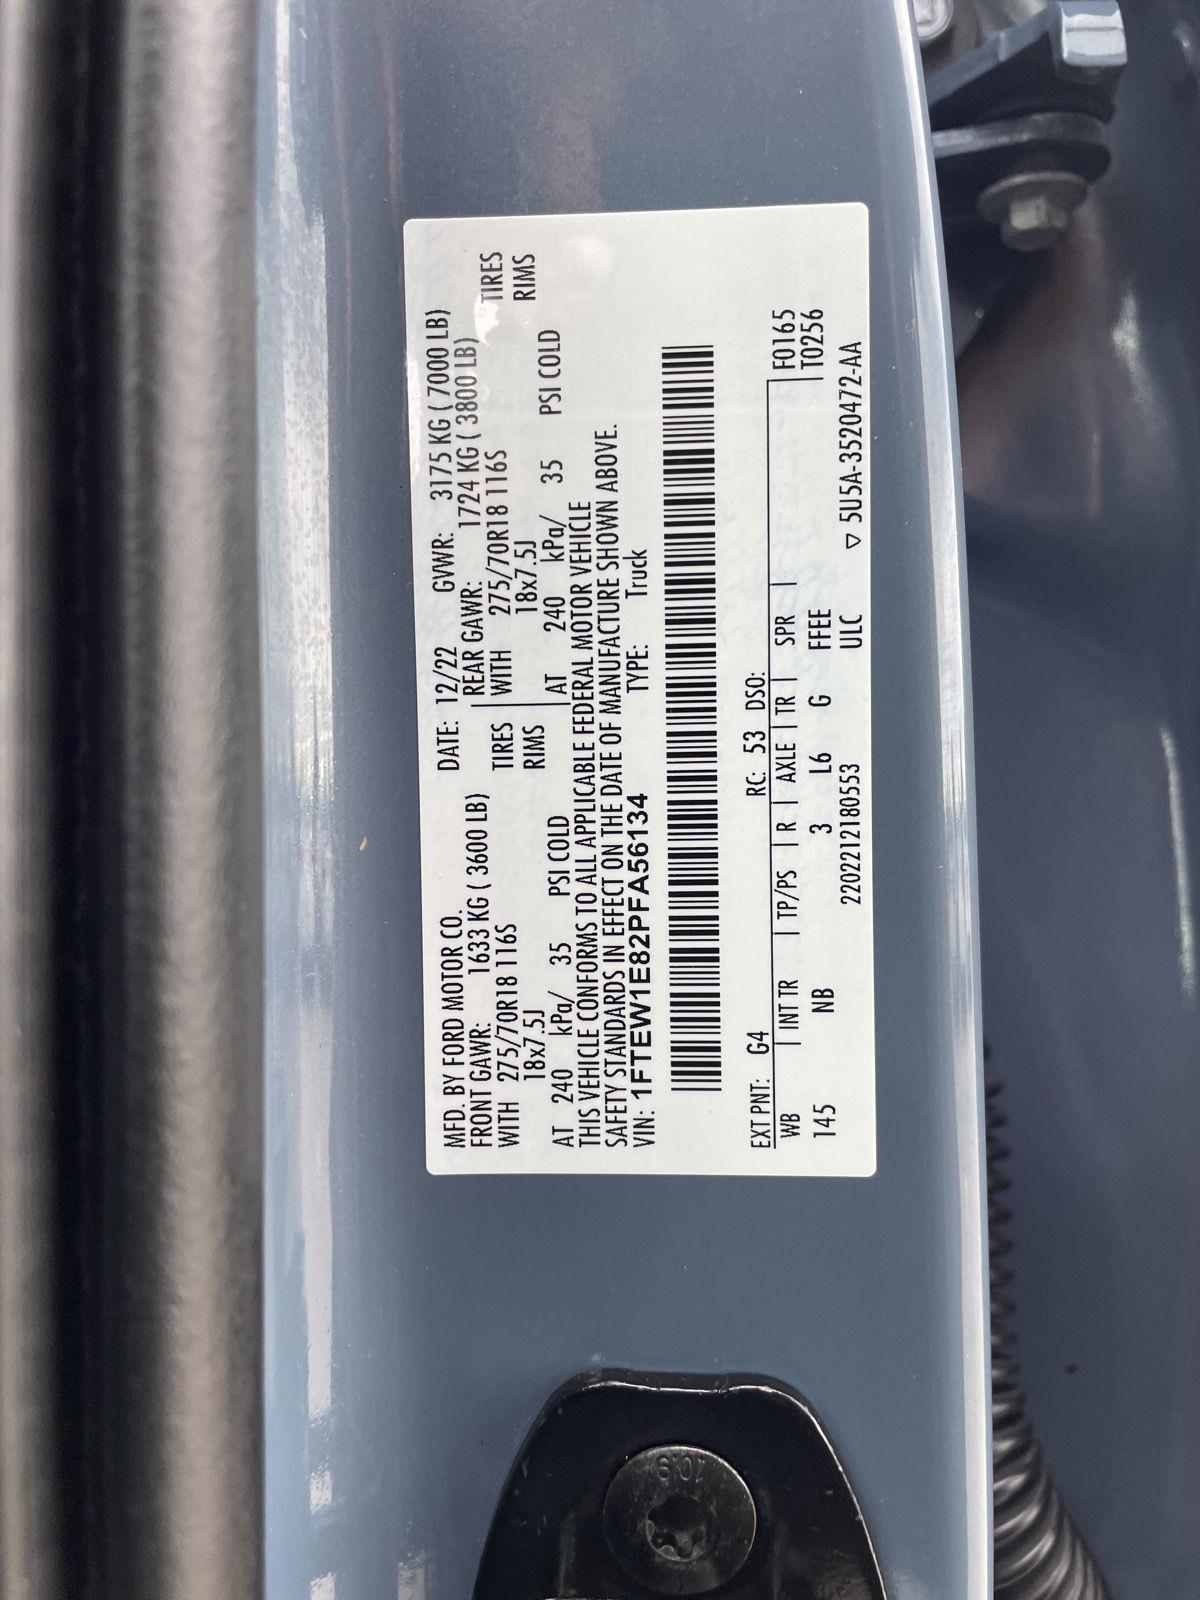 MFD. BY FORD MOTOR CO. DATE: 12/22 GVWR: 3175 KG ( 7000 LB)
FRONT GAWR: 1633 KG ( 3600 LB) REAR GAWR: 1724 KG ( 3800 LB)
WITH 275/70R18 116S TIRES WITH 275/70R18 116S TIRES
18x7.5J RIMS 18x7.5J RIMS
AT 240 kPa/ 35 PSI COLD AT 240 kPa/ 35 PSI COLD
THIS VEHICLE CONFORMS TO ALL APPLICABLE FEDERAL MOTOR VEHICLE
SAFETY STANDARDS IN EFFECT ON THE DATE OF MANUFACTURE SHOWN ABOVE.
VIN: 1FTEW1E82PFA56134 TYPE: Truck
EXT PNT: G4 RC: 53 DSO:
WB | INT TR | TP/PS | R | AXLE | TR | SPR | F0165
145 NB 3 L6 G FFEE T0256
2202212180553 ULC ▽ 5U5A-3520472-AA
10.9